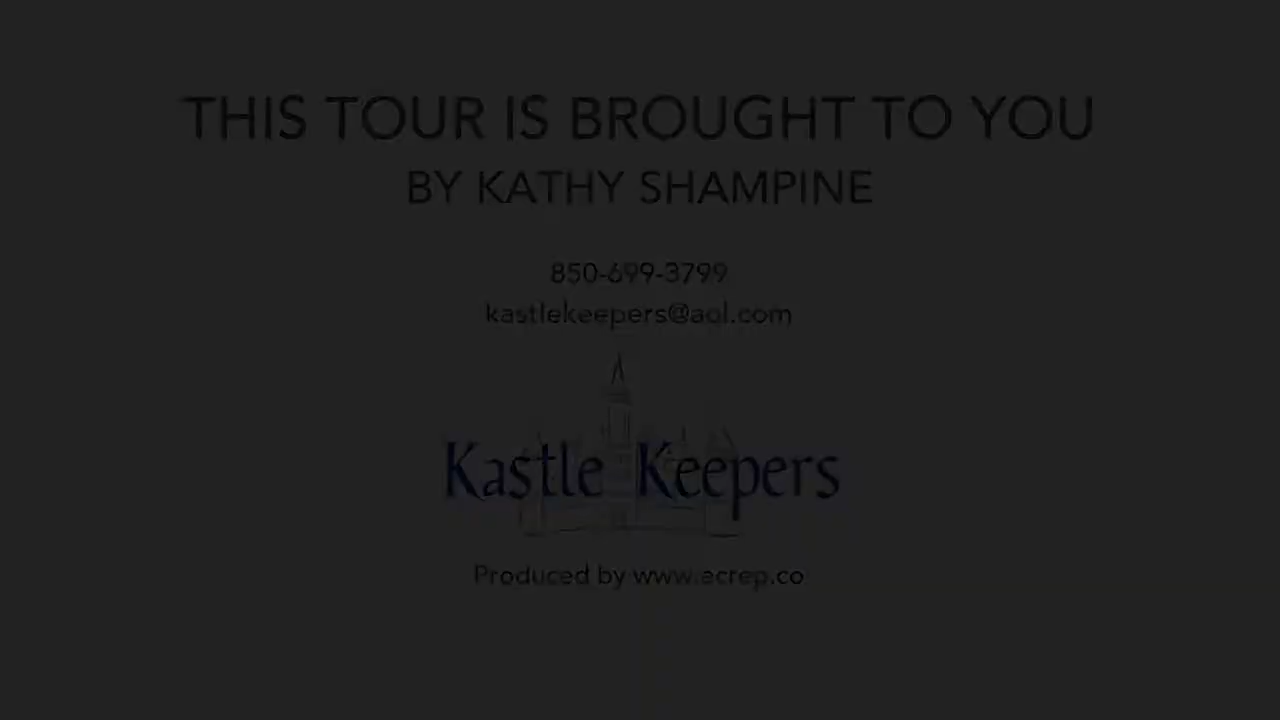 THIS TOUR IS BROUGHT TO YOU
BY KATHY SHAMPINE
850-699-3799
kastlekeepers@aol.com
Kastle Keepers
Produced by www.ecrep.co